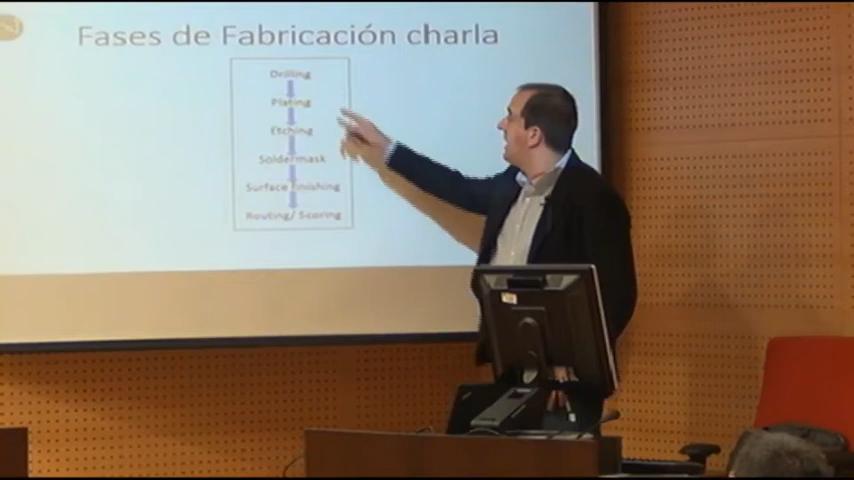 Fases de Fabricación charla
Drilling
Plating
Etching
Soldermask
Surface finishing
Routing/ Scoring